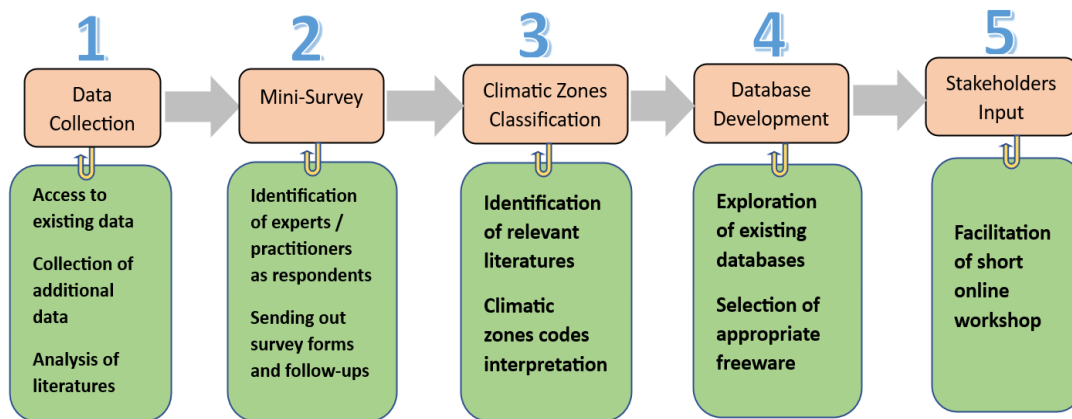 1
Data
Collection
Access to
existing data
Collection of
additional
data
Analysis of
literatures
2
Mini-Survey
Identification
of experts /
practitioners
as respondents
Sending out
survey forms
and follow-ups
3
Climatic Zones
Classification
Identification
of relevant
literatures
Climatic
zones codes
interpretation
4
Database
Development
Exploration
of existing
databases
Selection of
appropriate
freeware
5
Stakeholders
Input
Facilitation
of short
online
workshop